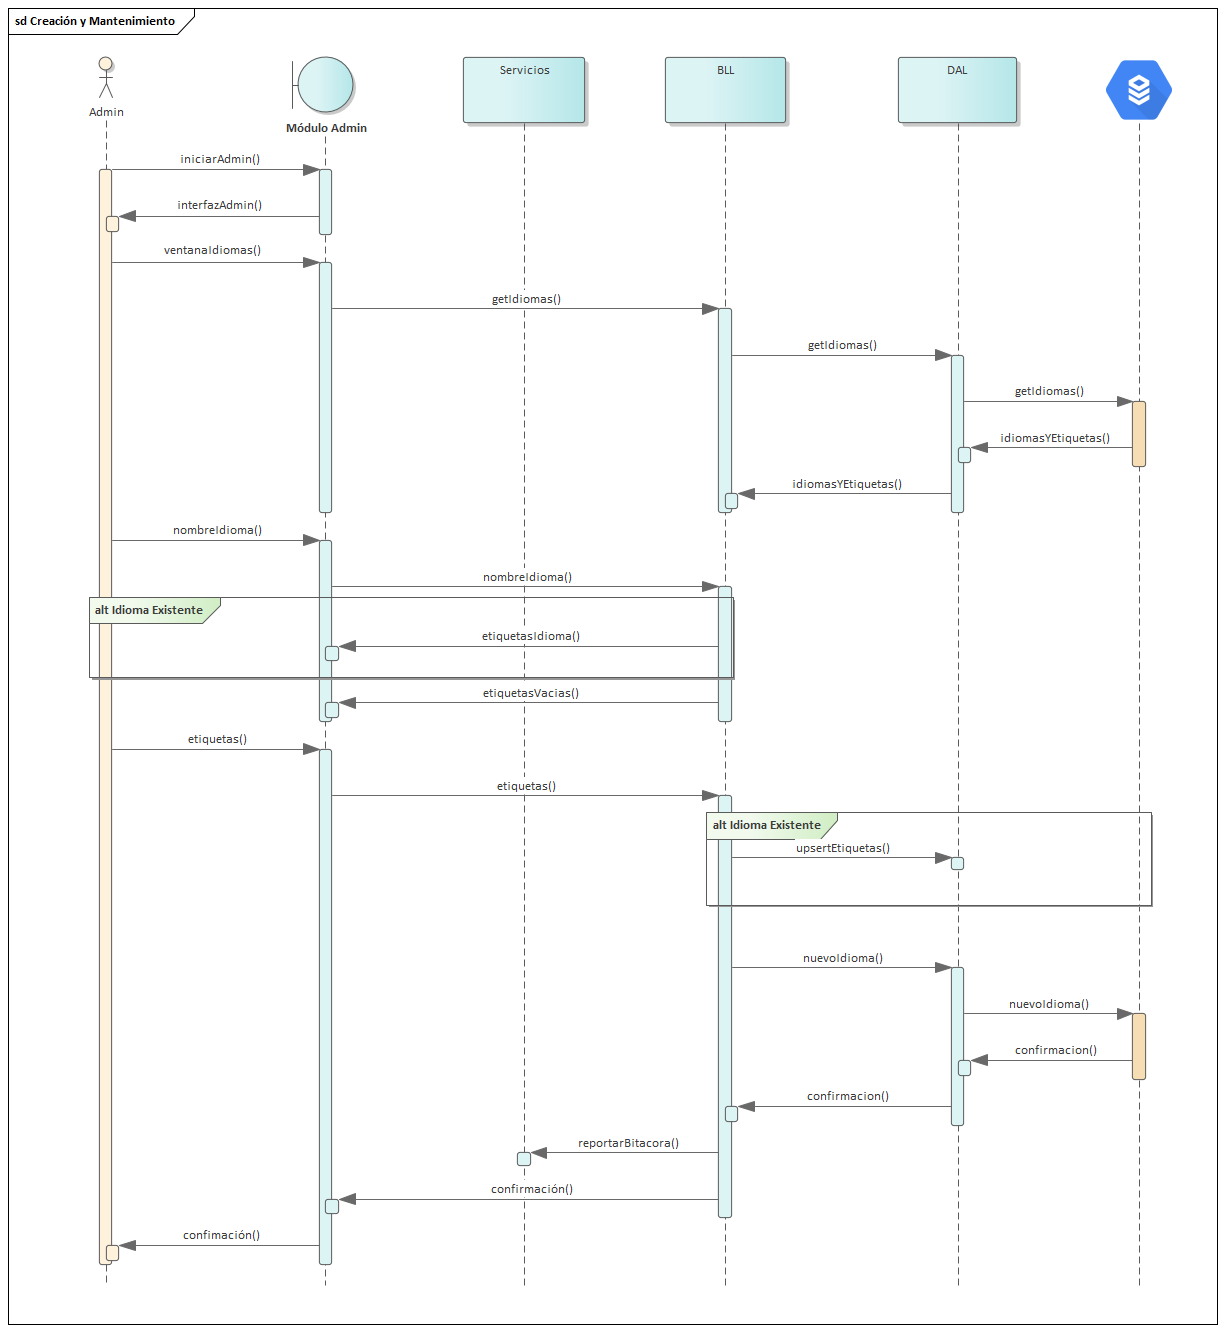 sd Creación y Mantenimiento
Servicios
BLL
DAL
Admin
Módulo Admin
iniciarAdmin()
interfazAdmin()
ventanaIdiomas()
getIdiomas()
getIdiomas()
getIdiomas()
idiomasYEtiquetas()
idiomasYEtiquetas()
nombreIdioma()
nombreIdioma()
alt Idioma Existente
etiquetasIdioma()
etiquetasVacias()
etiquetas()
etiquetas()
alt Idioma Existente
upsertEtiquetas()
nuevoIdioma()
nuevoIdioma()
confirmacion()
confirmacion()
reportarBitacora()
confirmación()
confimación()